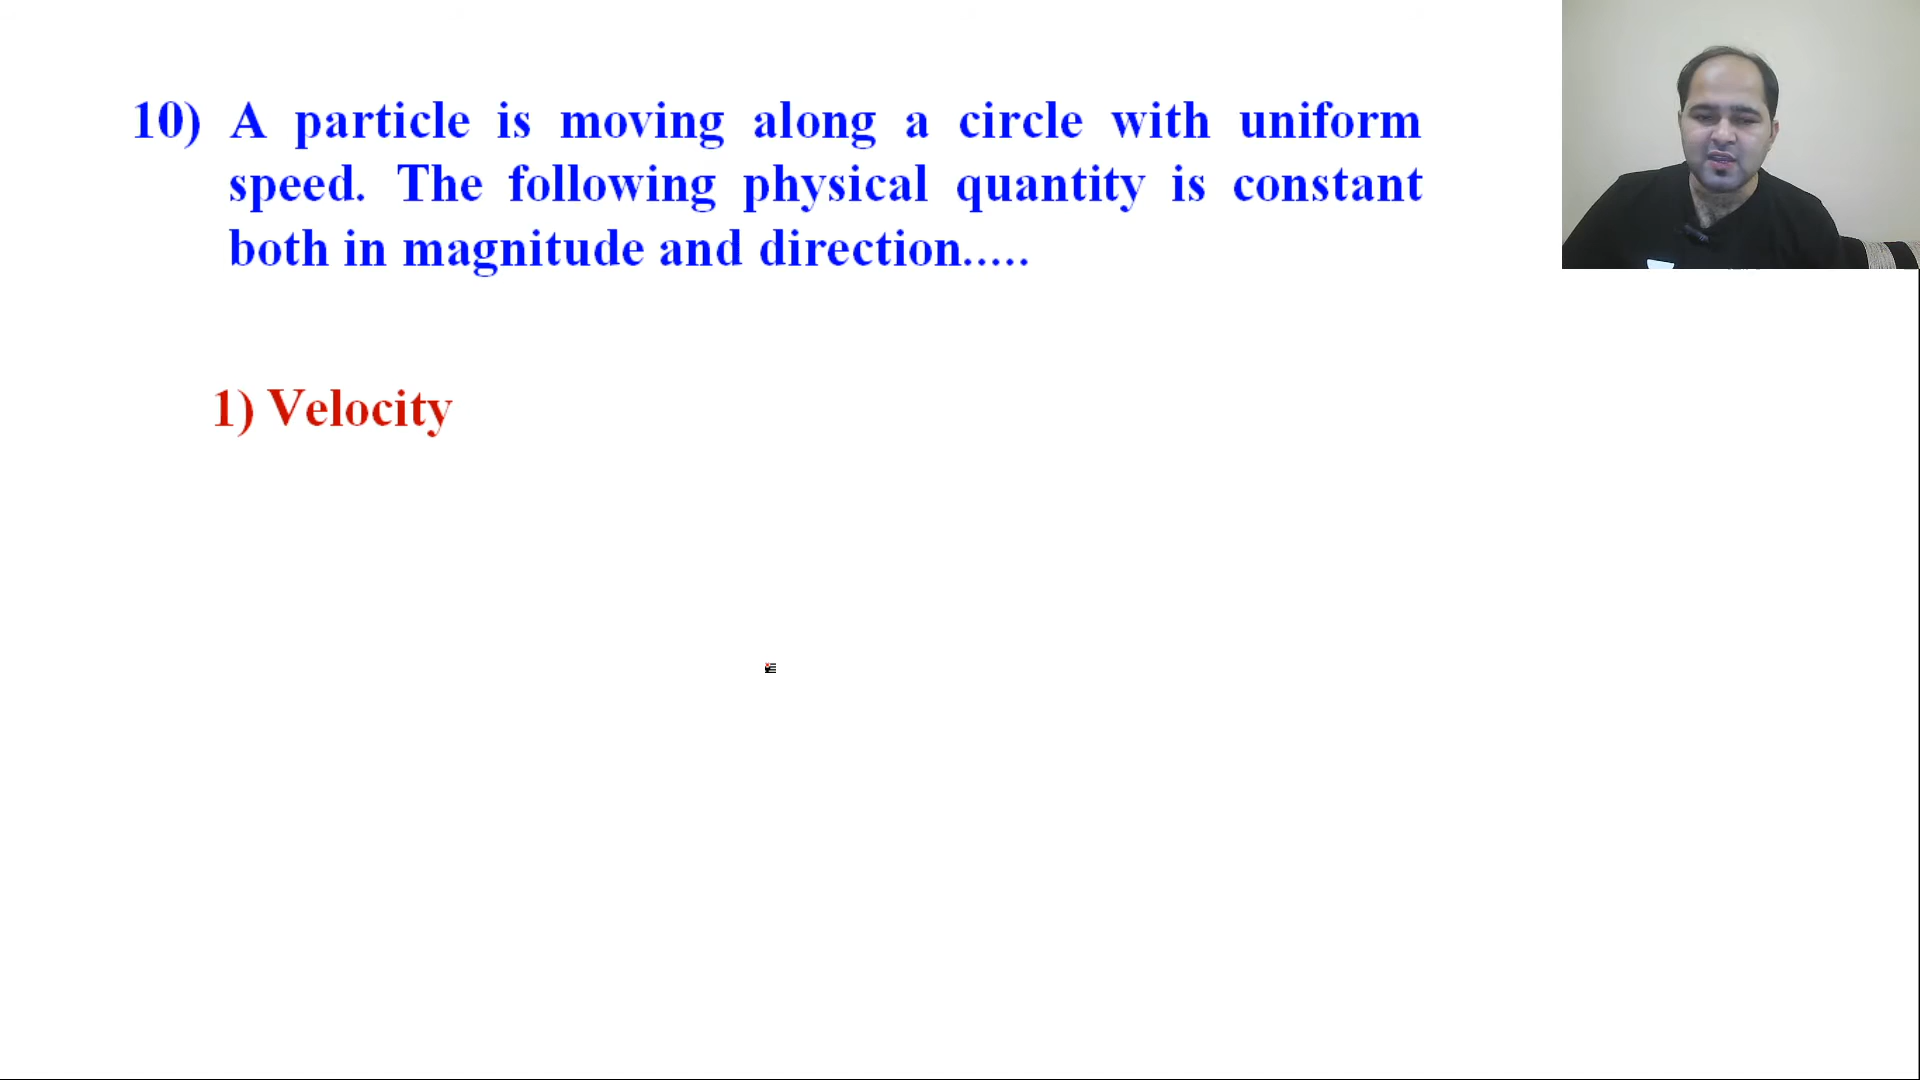 10) A particle is moving along a circle with uniform
speed. The following physical quantity is constant
both in magnitude and direction.....
1) Velocity